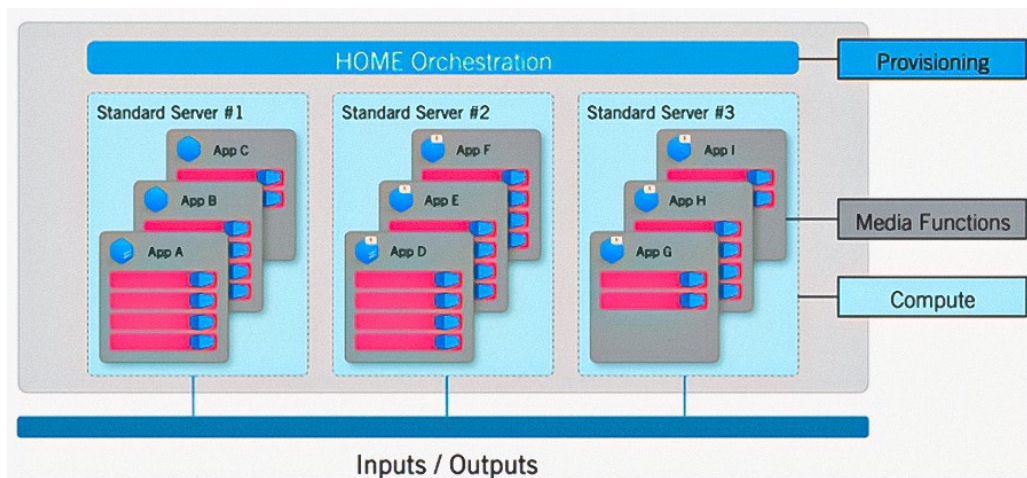 HOME Orchestration
Provisioning
Standard Server #1
Standard Server #2
Standard Server #3
App C
App F
App I
App B
App E
App H
Media Functions
App A
App D
App G
Compute
Inputs / Outputs